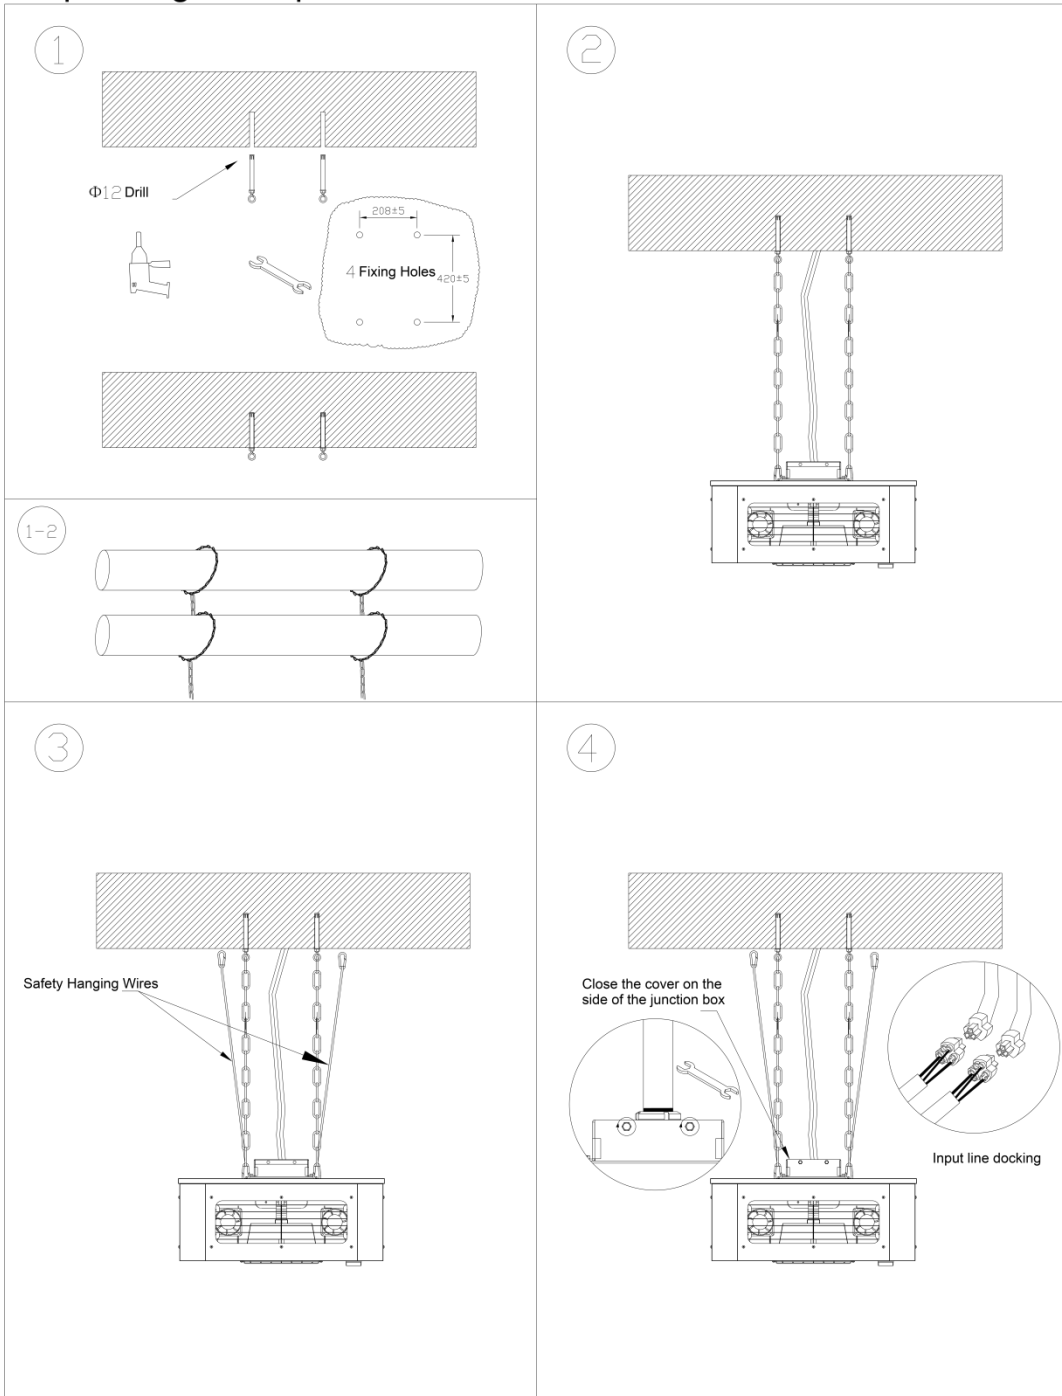 1
Φ12 Drill
208±5
4 Fixing Holes
420±5
1-2
2
3
Safety Hanging Wires
4
Close the cover on the
side of the junction box
Input line docking